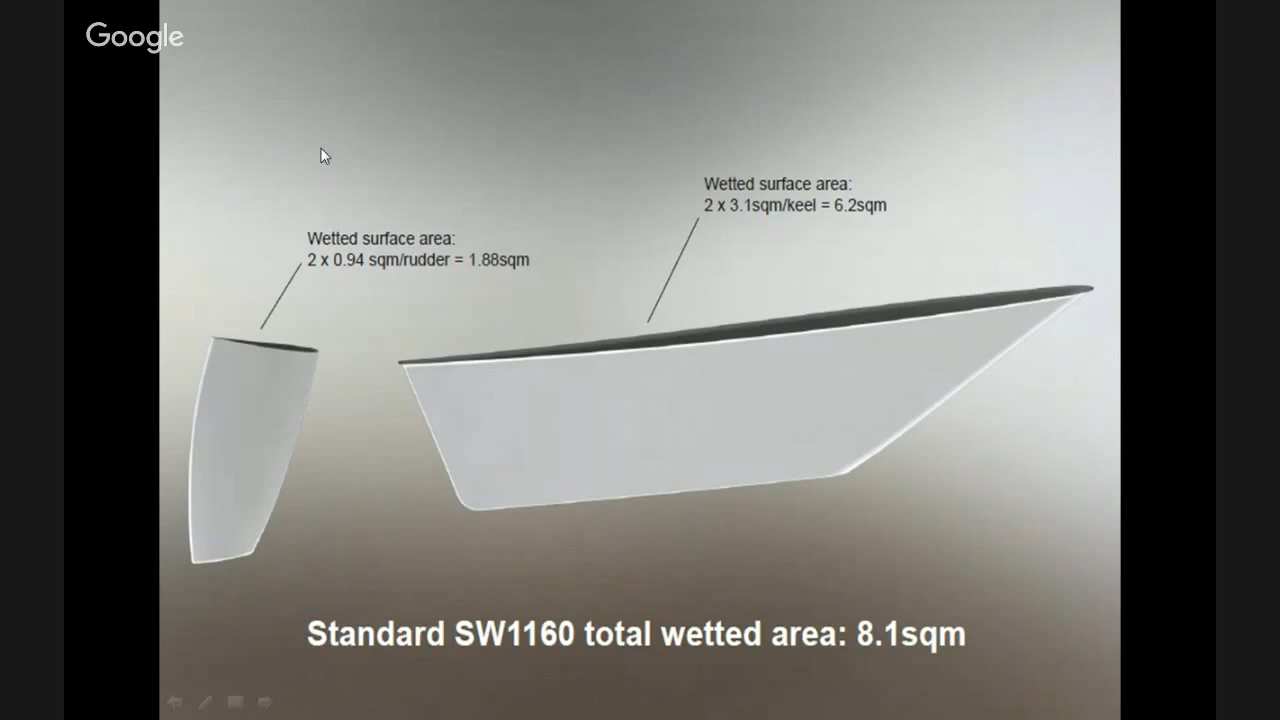 Google
Wetted surface area:
2 x 3.1sqm/keel = 6.2sqm
Wetted surface area:
2 x 0.94 sqm/rudder = 1.88sqm
Standard SW1160 total wetted area: 8.1sqm